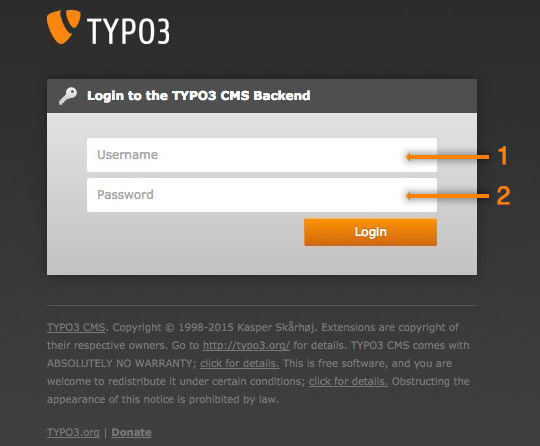 TYPO3
Login to the TYPO3 CMS Backend
Username
1
Password
2
Login
TYPO3 CMS. Copyright © 1998-2015 Kasper Skårhøj. Extensions are copyright of
their respective owners. Go to http://typo3.org/ for details. TYPO3 CMS comes with
ABSOLUTELY NO WARRANTY; click for details. This is free software, and you are
welcome to redistribute it under certain conditions; click for details. Obstructing the
appearance of this notice is prohibited by law.
TYPO3.org | Donate